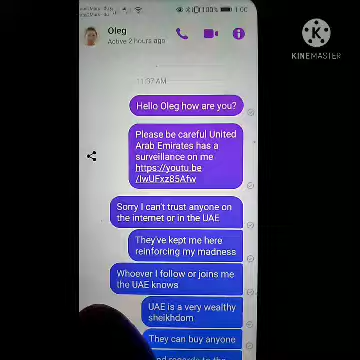 1:00
100%
Oleg
Active 2 hours ago
KINEMASTER
11:37 AM
Hello Oleg how are you?
Please be careful United
Arab Emirates has a
surveillance on me
https://youtu.be
/IwUFxz85Afw
Sorry I can't trust anyone on
the internet or in the UAE
They've kept me here
reinforcing my madness
Whoever I follow or joins me
the UAE knows
UAE is a very wealthy
sheikhdom
They can buy anyone